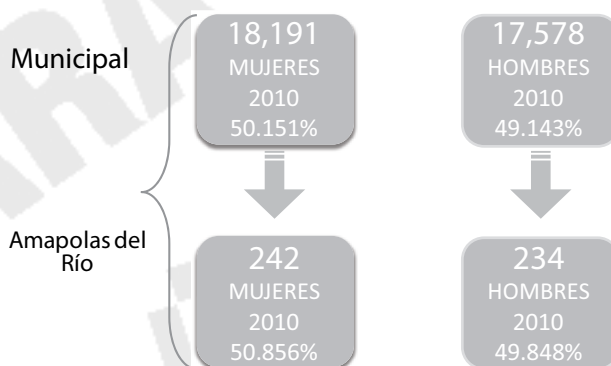 Municipal
18,191
MUJERES
2010
50.151%
17,578
HOMBRES
2010
49.143%
Amapolas del
Río
242
MUJERES
2010
50.856%
234
HOMBRES
2010
49.848%